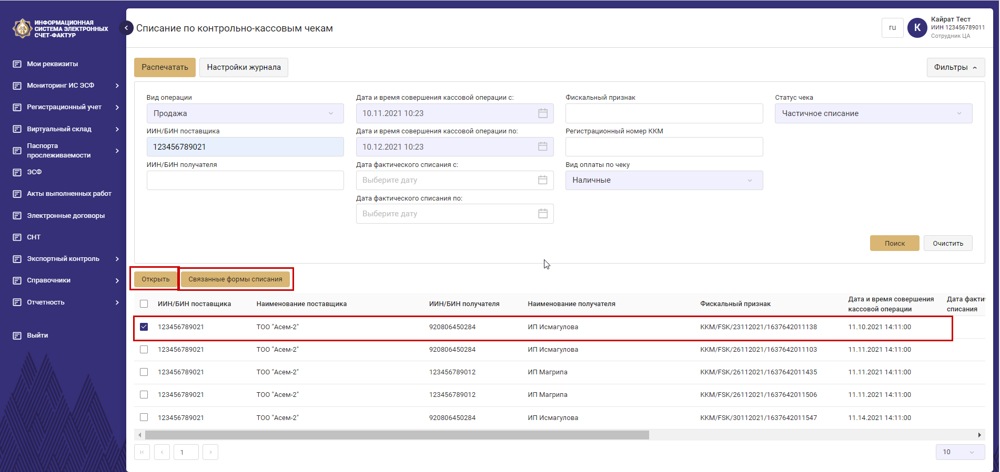 ИНФОРМАЦИОННАЯ
СИСТЕМА ЭЛЕКТРОННЫХ
СЧЕТ-ФАКТУР
Мои реквизиты
Мониторинг ИС ЭСФ
Регистрационный учет
Виртуальный склад
Паспорта
прослеживаемости
ЭСФ
Акты выполненных работ
Электронные договоры
СНТ
Экспортный контроль
Справочники
Отчетность
Выйти
Списание по контрольно-кассовым чекам
ru
К
Кайрат Тест
ИИН 123456789011
Сотрудник ЦА
Распечатать
Настройки журнала
Фильтры
Вид операции
Продажа
ИИН/БИН поставщика
123456789021
ИИН/БИН получателя
Дата и время совершения кассовой операции с:
10.11.2021 10:23
Дата и время совершения кассовой операции по:
10.12.2021 10:23
Дата фактического списания с:
Выберите дату
Дата фактического списания по:
Выберите дату
Фискальный признак
Регистрационный номер ККМ
Вид оплаты по чеку
Наличные
Статус чека
Частичное списание
Поиск
Очистить
Открыть
Связанные формы списания
ИИН/БИН поставщика Наименование поставщика ИИН/БИН получателя Наименование получателя Фискальный признак Дата и время совершения Дата факти
кассовой операции списания
123456789021 ТОО "Асем-2" 920806450284 ИП Исмагулова KKM/FSK/23112021/1637642011138 11.10.2021 14:11:00
123456789021 ТОО "Асем-2" 920806450284 ИП Исмагулова KKM/FSK/26112021/1637642011103 11.11.2021 14:11:00
123456789021 ТОО "Асем-2" 123456789012 ИП Магрипа KKM/FSK/26112021/1637642011435 11.11.2021 14:11:00
123456789021 ТОО "Асем-2" 123456789012 ИП Магрипа KKM/FSK/26112021/1637642011506 11.11.2021 14:11:00
123456789021 ТОО "Асем-2" 920806450284 ИП Исмагулова KKM/FSK/30112021/1637642011547 11.14.2021 14:11:00
1
10